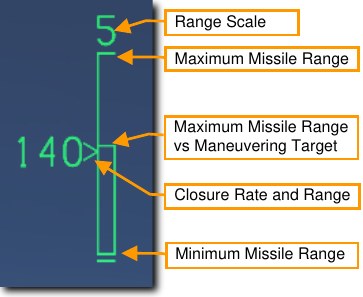 5
Range Scale
Maximum Missile Range
Maximum Missile Range
vs Maneuvering Target
140>
Closure Rate and Range
Minimum Missile Range